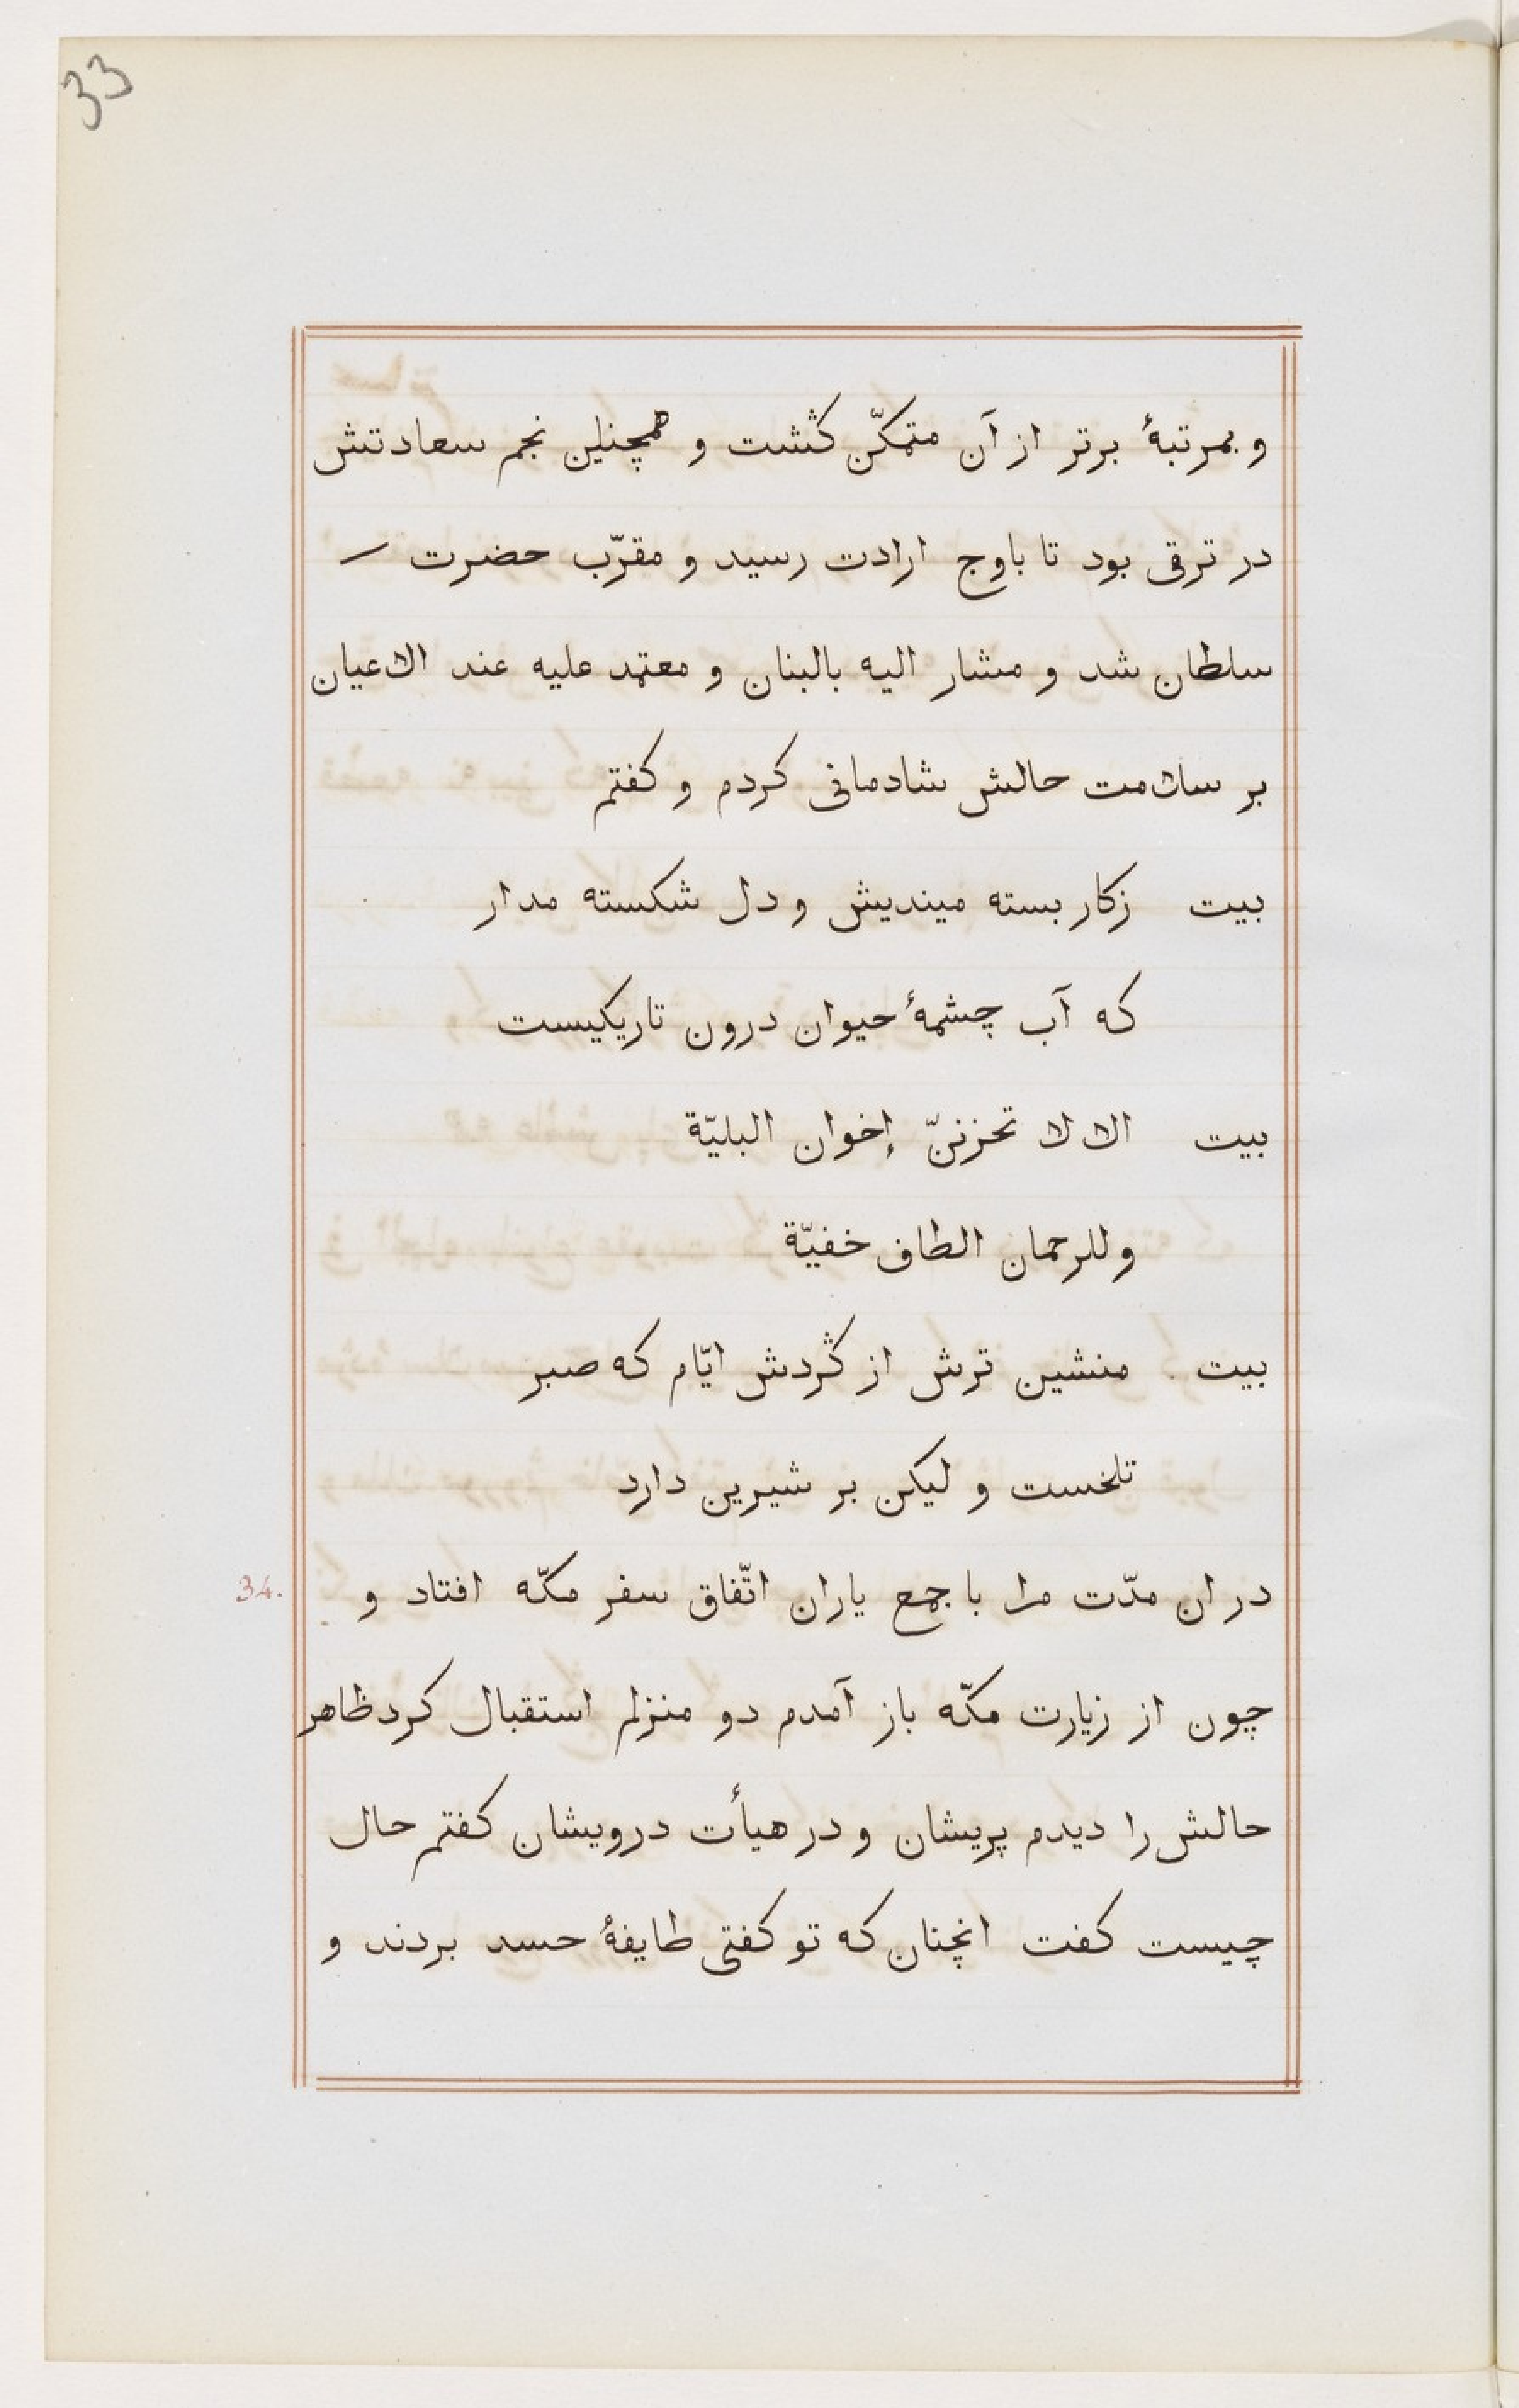 33
و بمرتبهٔ برتر از آن متمکّن کثشت و همچنین نجم سعادتش
در ترقی بود تا باوج ارادت رسید و مقرّب حضرت
سلطان شد و مشار الیه بالبنان و معتمد علیه عند الاعیان
بر سلامت حالش شادمانی کردم و کفتم
بیت زکار بسته میندیش و دل شکسته مدار
که آب چشمهٔ حیوان درون تاریکیست
بیت الا لا تحزننّ إخوان البلیّة
وللرحمان الطاف خفیّة
بیت منشین ترش از کٛردش ایّام که صبر
تلخست و لیکن بر شیرین دارد
در ان مدّت مرا با جمع یاران اتّفاق سفر مکّه افتاد و
34.
چون از زیارت مکّه باز آمدم دو منزلم استقبال کرد ظاهر
حالش را دیدم پریشان و در هیأت درویشان کفتم حال
چیست کفت انچنان که تو کفتی طایفهٔ حسد بردند و